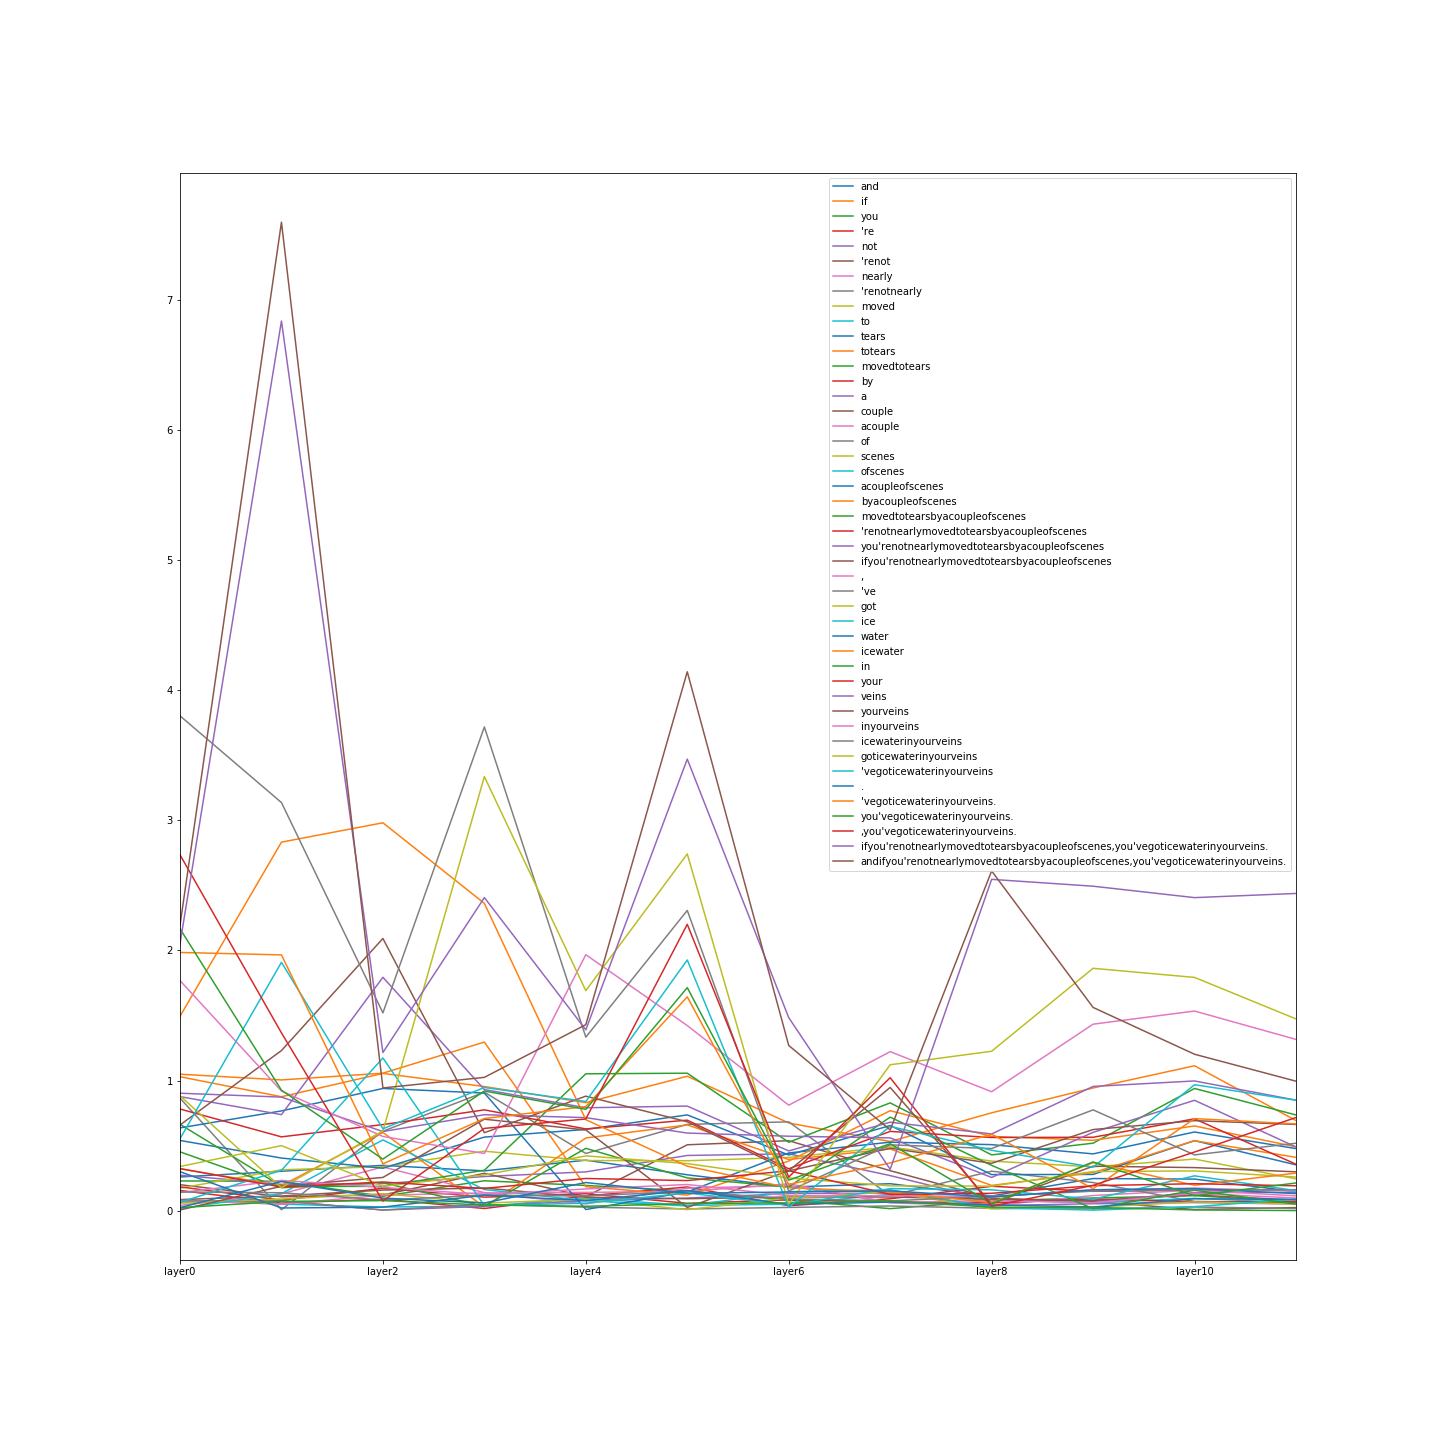 7
6
5
4
3
2
1
0
layer0
layer2
layer4
layer6
layer8
layer10
and
if
you
're
not
'renot
nearly
'renotnearly
moved
to
tears
totears
movedtotears
by
a
couple
acouple
of
scenes
ofscenes
acoupleofscenes
byacoupleofscenes
movedtotearsbyacoupleofscenes
'renotnearlymovedtotearsbyacoupleofscenes
you'renotnearlymovedtotearsbyacoupleofscenes
ifyou'renotnearlymovedtotearsbyacoupleofscenes
,
've
got
ice
water
icewater
in
your
veins
yourveins
inyourveins
icewaterinyourveins
goticewaterinyourveins
'vegoticewaterinyourveins
.
'vegoticewaterinyourveins.
you'vegoticewaterinyourveins.
,you'vegoticewaterinyourveins.
ifyou'renotnearlymovedtotearsbyacoupleofscenes,you'vegoticewaterinyourveins.
andifyou'renotnearlymovedtotearsbyacoupleofscenes,you'vegoticewaterinyourveins.